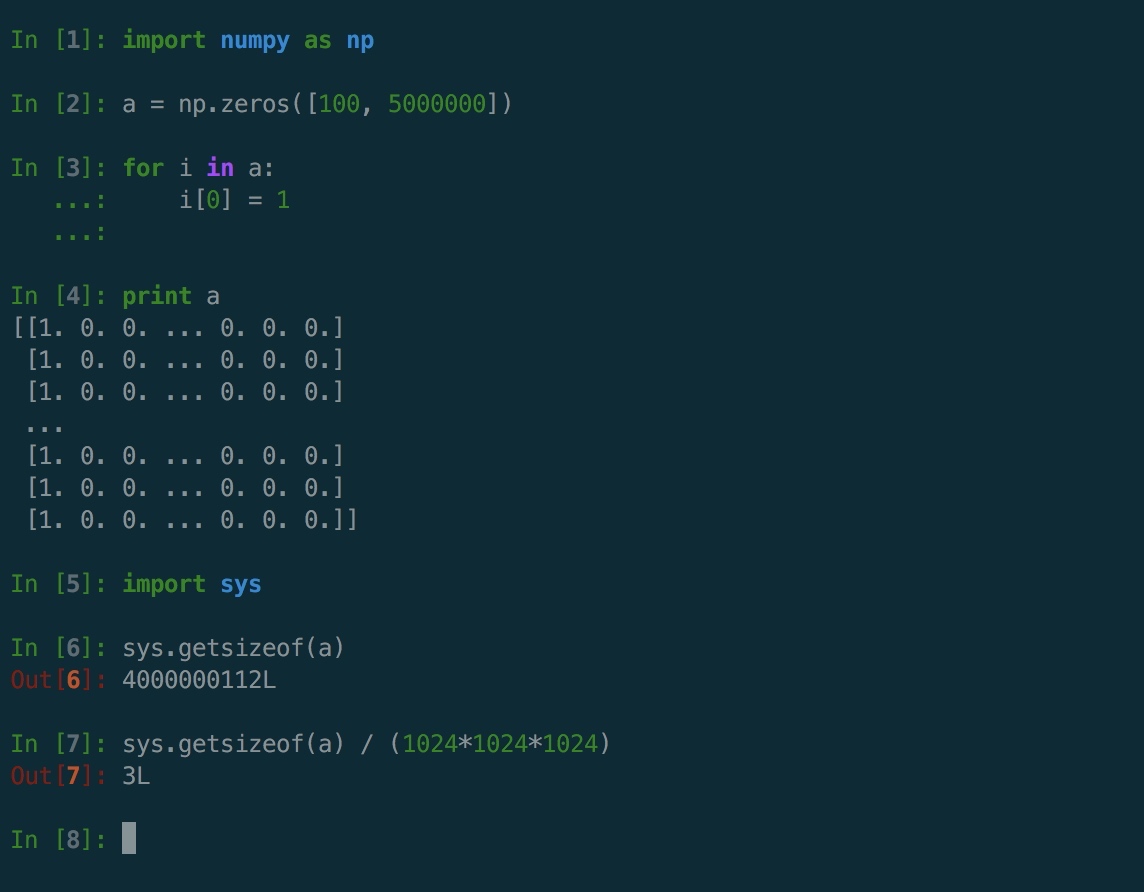 In [1]: import numpy as np
In [2]: a = np.zeros([100, 5000000])
In [3]: for i in a:
   ...:     i[0] = 1
   ...:
In [4]: print a
[[1. 0. 0. ... 0. 0. 0.]
 [1. 0. 0. ... 0. 0. 0.]
 [1. 0. 0. ... 0. 0. 0.]
 ...
 [1. 0. 0. ... 0. 0. 0.]
 [1. 0. 0. ... 0. 0. 0.]
 [1. 0. 0. ... 0. 0. 0.]]
In [5]: import sys
In [6]: sys.getsizeof(a)
Out[6]: 4000000112L
In [7]: sys.getsizeof(a) / (1024*1024*1024)
Out[7]: 3L
In [8]: